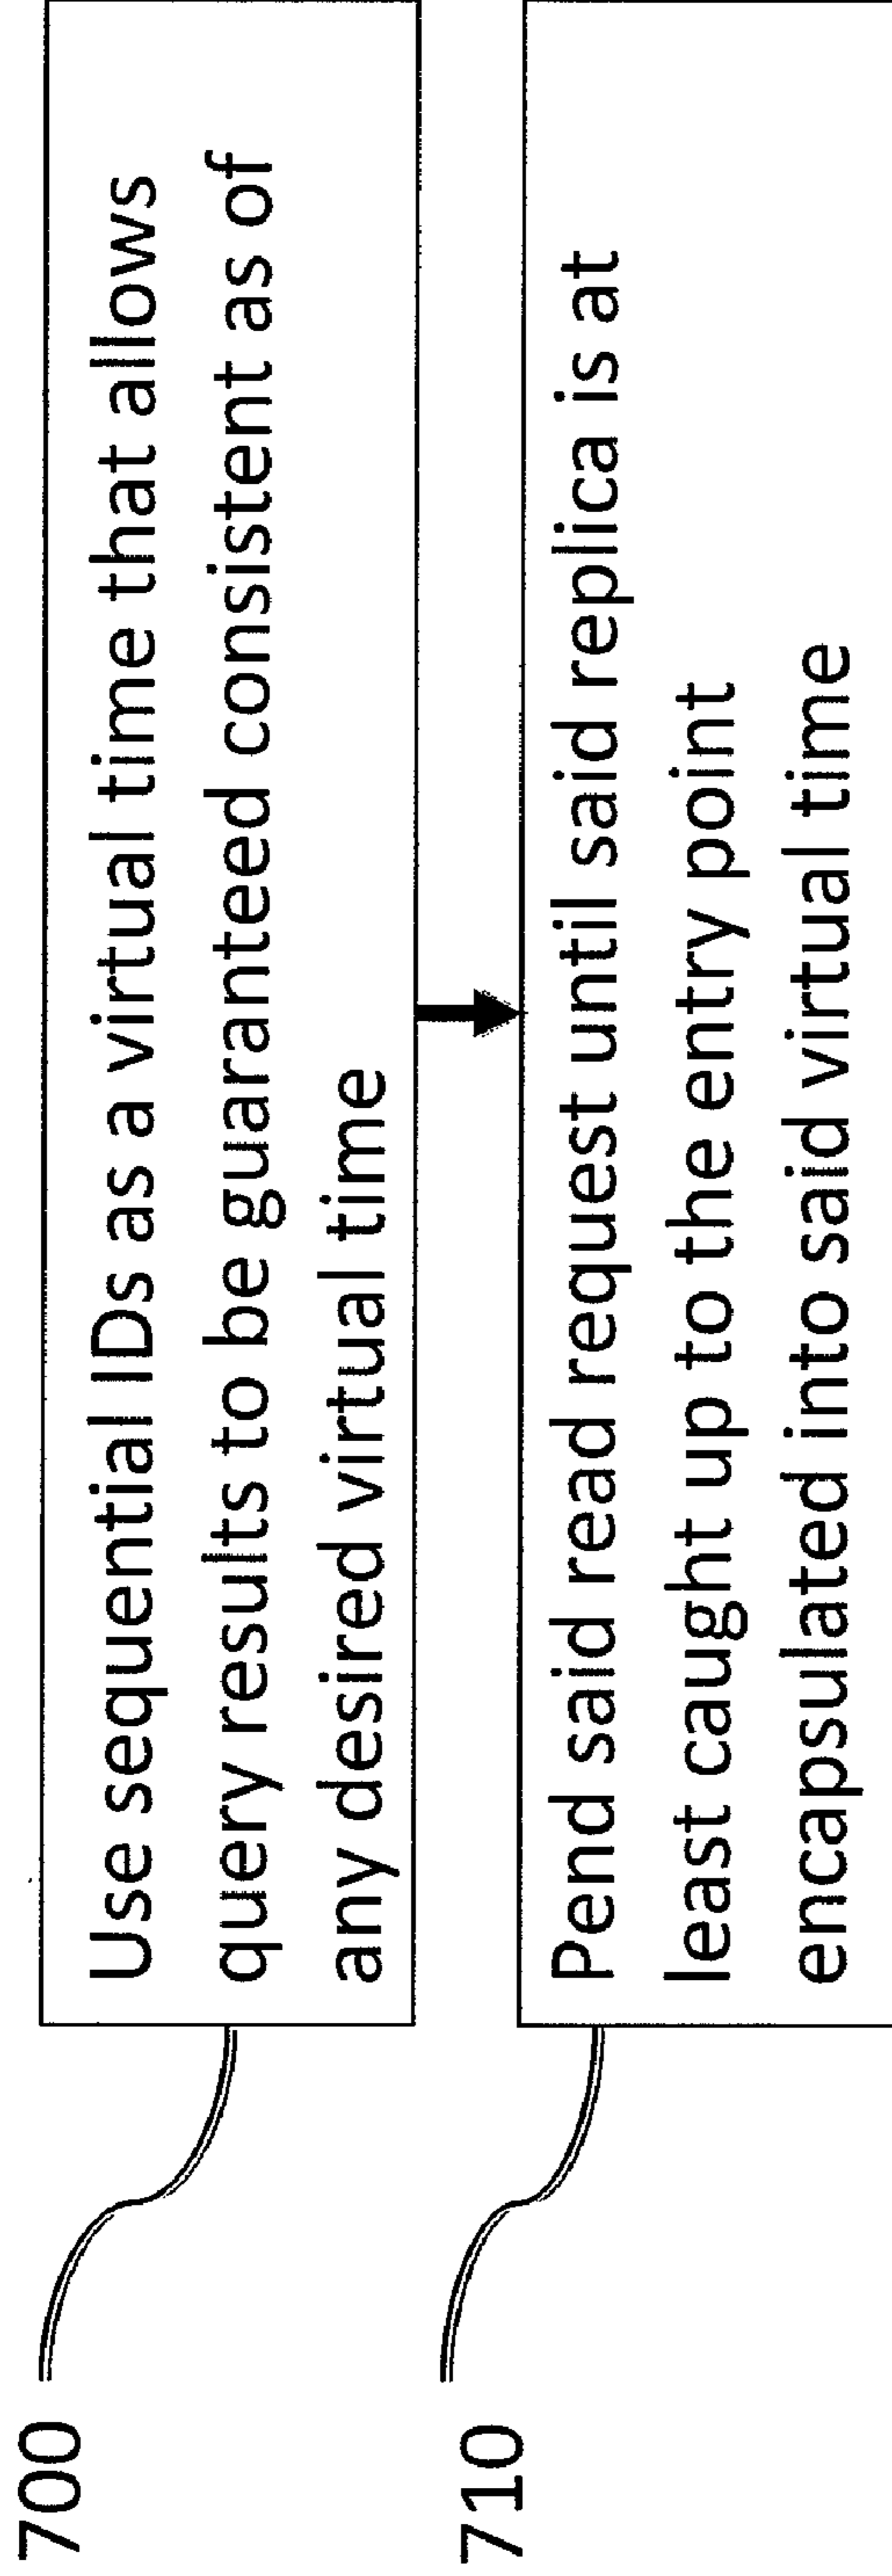 700
Use sequential IDs as a virtual time that allows
query results to be guaranteed consistent as of
any desired virtual time
710
Pend said read request until said replica is at
least caught up to the entry point
encapsulated into said virtual time